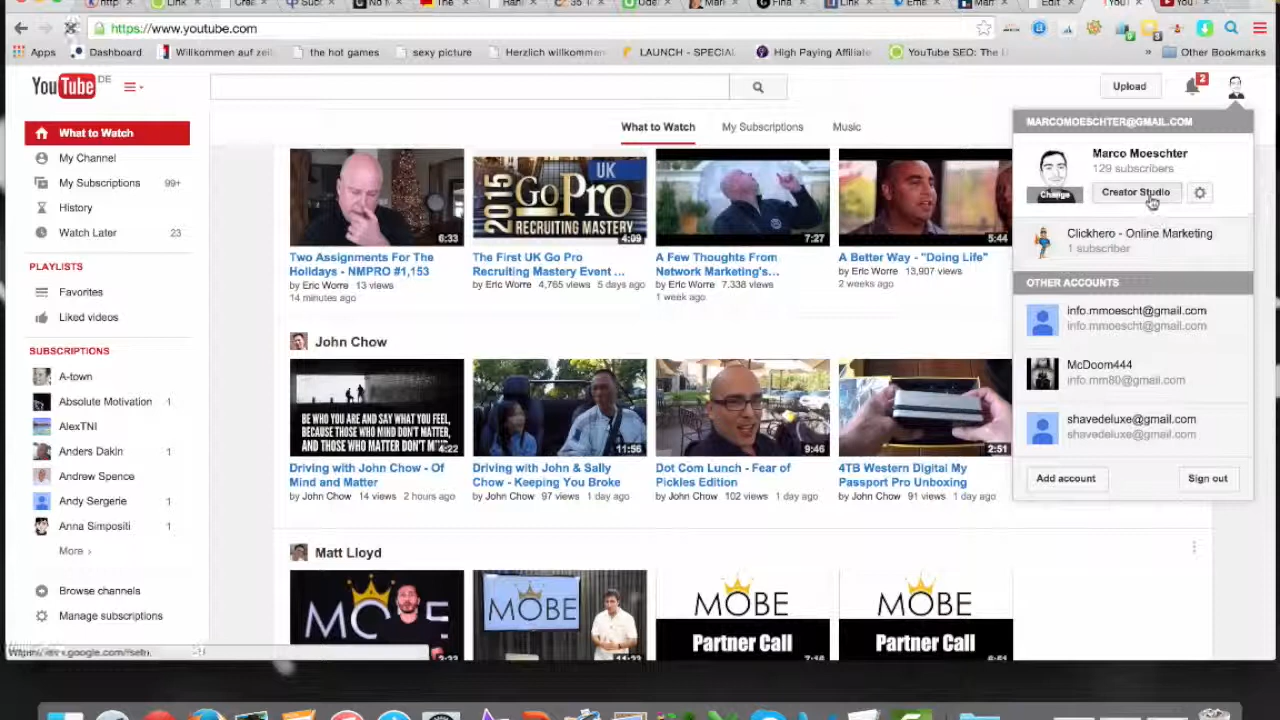 https://www.youtube.com
Apps
Dashboard
Willkommen auf zeit
the hot games
sexy picture
Herzlich willkommen
LAUNCH - SPECIAL
High Paying Affiliate
YouTube SEO: The
»
Other Bookmarks
YouTube DE
Upload
2
What to Watch
My Channel
My Subscriptions 99+
History
Watch Later 23
PLAYLISTS
Favorites
Liked videos
SUBSCRIPTIONS
A-town
Absolute Motivation 1
AlexTNI
Anders Dakin 1
Andrew Spence
Andy Sergerie 1
Anna Simpositi 1
More ›
Browse channels
Manage subscriptions
What to Watch My Subscriptions Music
6:33
2015
UK
GoPro
RECRUITING MASTERY
4:09
7:27
5:44
Two Assignments For The
Holidays - NMPRO #1,153
by Eric Worre 13 views
14 minutes ago
The First UK Go Pro
Recruiting Mastery Event ...
by Eric Worre 4,765 views 5 days ago
A Few Thoughts From
Network Marketing's...
by Eric Worre 7.338 views
1 week ago
A Better Way - "Doing Life"
by Eric Worre 13,907 views
2 weeks ago
John Chow
BE WHO YOU ARE AND SAY WHAT YOU FEEL,
BECAUSE THOSE WHO MIND DON'T MATTER,
AND THOSE WHO MATTER DON'T
4:22
11:56
9:46
2:51
Driving with John Chow - Of
Mind and Matter
by John Chow 14 views 2 hours ago
Driving with John & Sally
Chow - Keeping You Broke
by John Chow 97 views 1 day ago
Dot Com Lunch - Fear of
Pickles Edition
by John Chow 102 views 1 day ago
4TB Western Digital My
Passport Pro Unboxing
by John Chow 91 views 1 day ago
Matt Lloyd
MOBE
MOBE
Partner Call
MOBE
Partner Call
MARCOMOESCHTER@GMAIL.COM
Marco Moeschter
129 subscribers
Change
Creator Studio
Clickhero - Online Marketing
1 subscriber
OTHER ACCOUNTS
info.mmoescht@gmail.com
info.mmoescht@gmail.com
McDoom444
info.mm80@gmail.com
shavedeluxe@gmail.com
shavedeluxe@gmail.com
Add account
Sign out